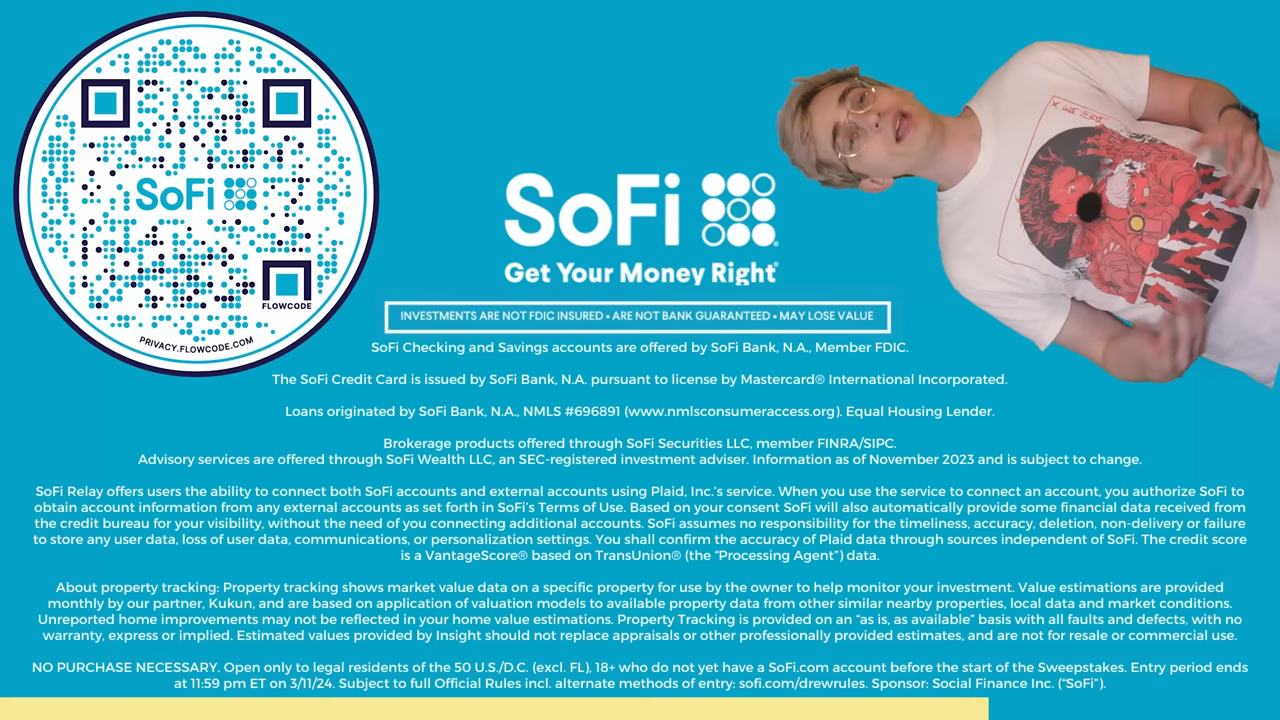 SoFi
FLOWCODE
PRIVACY.FLOWCODE.COM
SoFi
Get Your Money Right®
INVESTMENTS ARE NOT FDIC INSURED • ARE NOT BANK GUARANTEED • MAY LOSE VALUE
SoFi Checking and Savings accounts are offered by SoFi Bank, N.A., Member FDIC.
The SoFi Credit Card is issued by SoFi Bank, N.A. pursuant to license by Mastercard® International Incorporated.
Loans originated by SoFi Bank, N.A., NMLS #696891 (www.nmlsconsumeraccess.org). Equal Housing Lender.
Brokerage products offered through SoFi Securities LLC, member FINRA/SIPC.
Advisory services are offered through SoFi Wealth LLC, an SEC-registered investment adviser. Information as of November 2023 and is subject to change.
SoFi Relay offers users the ability to connect both SoFi accounts and external accounts using Plaid, Inc.'s service. When you use the service to connect an account, you authorize SoFi to
obtain account information from any external accounts as set forth in SoFi's Terms of Use. Based on your consent SoFi will also automatically provide some financial data received from
the credit bureau for your visibility, without the need of you connecting additional accounts. SoFi assumes no responsibility for the timeliness, accuracy, deletion, non-delivery or failure
to store any user data, loss of user data, communications, or personalization settings. You shall confirm the accuracy of Plaid data through sources independent of SoFi. The credit score
is a VantageScore® based on TransUnion® (the “Processing Agent”) data.
About property tracking: Property tracking shows market value data on a specific property for use by the owner to help monitor your investment. Value estimations are provided
monthly by our partner, Kukun, and are based on application of valuation models to available property data from other similar nearby properties, local data and market conditions.
Unreported home improvements may not be reflected in your home value estimations. Property Tracking is provided on an “as is, as available” basis with all faults and defects, with no
warranty, express or implied. Estimated values provided by Insight should not replace appraisals or other professionally provided estimates, and are not for resale or commercial use.
NO PURCHASE NECESSARY. Open only to legal residents of the 50 U.S./D.C. (excl. FL), 18+ who do not yet have a SoFi.com account before the start of the Sweepstakes. Entry period ends
at 11:59 pm ET on 3/11/24. Subject to full Official Rules incl. alternate methods of entry: sofi.com/drewrules. Sponsor: Social Finance Inc. (“SoFi”).